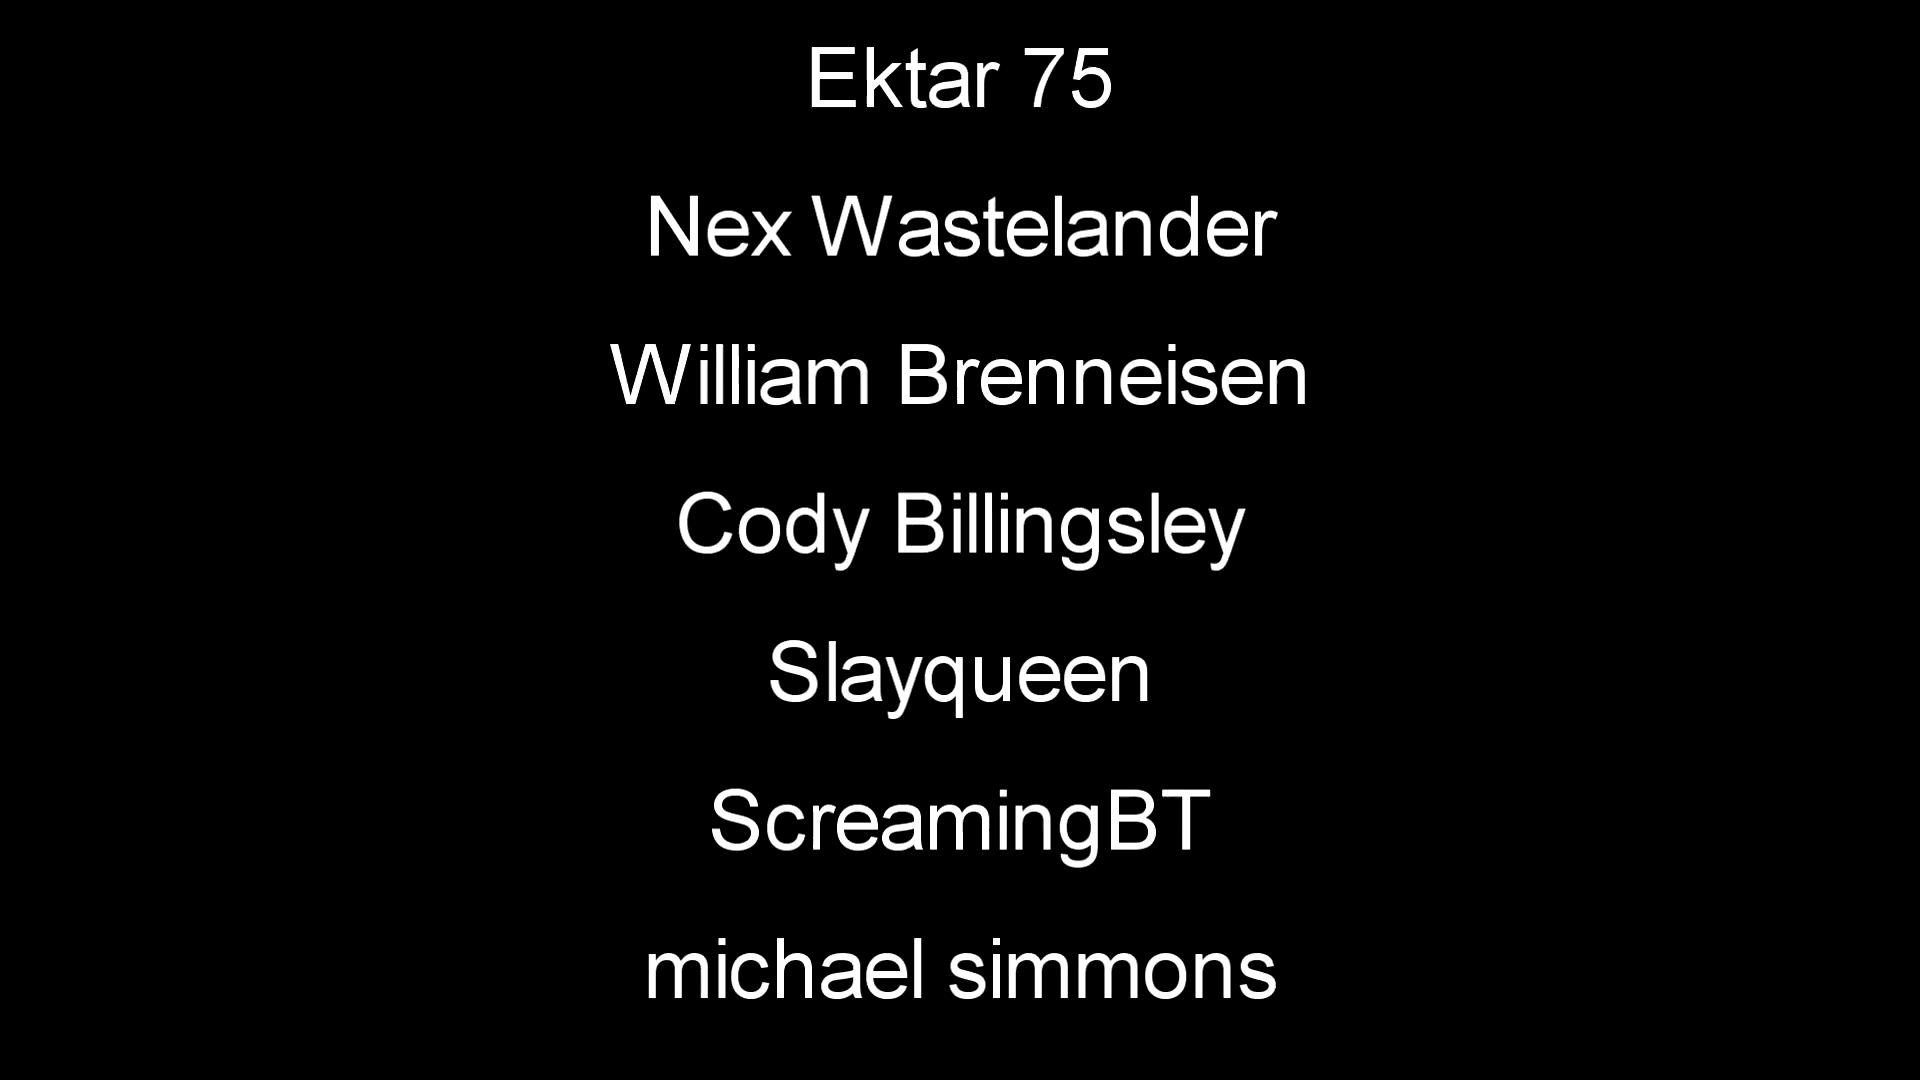 Ektar 75
Nex Wastelander
William Brenneisen
Cody Billingsley
Slayqueen
ScreamingBT
michael simmons